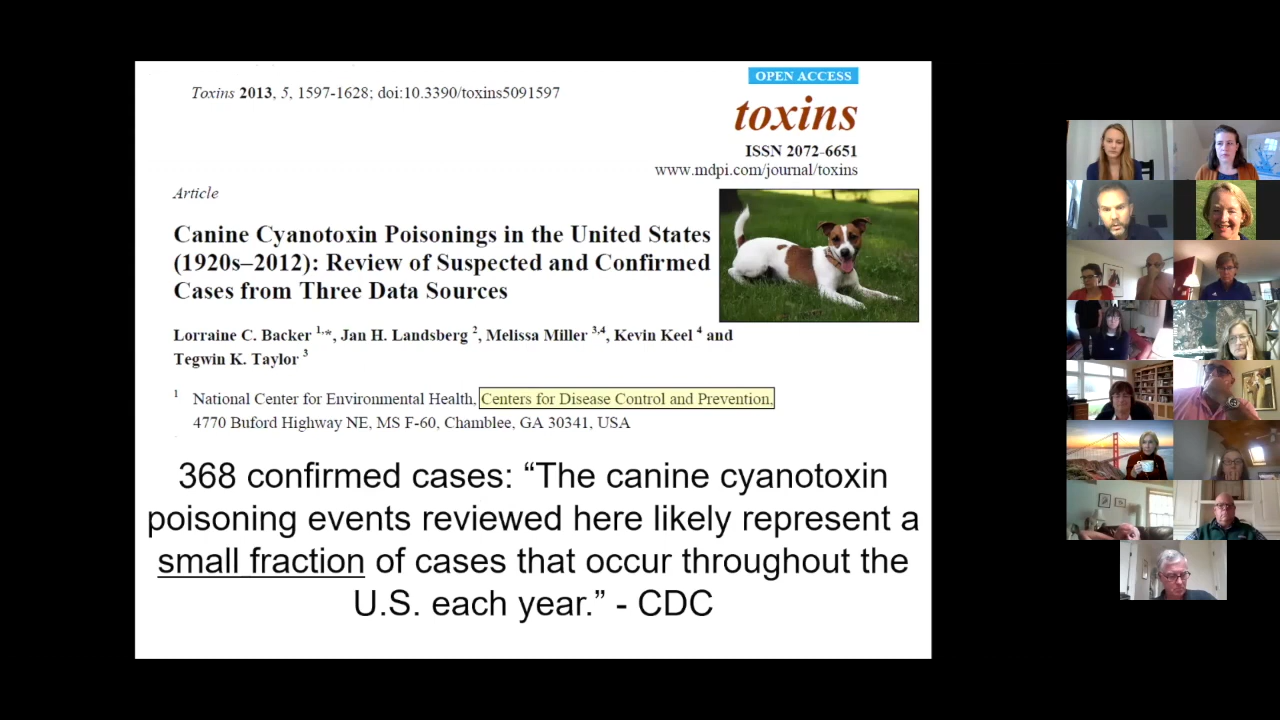 OPEN ACCESS
Toxins 2013, 5, 1597-1628; doi:10.3390/toxins5091597
toxins
ISSN 2072-6651
www.mdpi.com/journal/toxins
Article
Canine Cyanotoxin Poisonings in the United States
(1920s–2012): Review of Suspected and Confirmed
Cases from Three Data Sources
Lorraine C. Backer 1,*, Jan H. Landsberg 2, Melissa Miller 3,4, Kevin Keel 4 and
Tegwin K. Taylor 3
1 National Center for Environmental Health, Centers for Disease Control and Prevention,
4770 Buford Highway NE, MS F-60, Chamblee, GA 30341, USA
368 confirmed cases: “The canine cyanotoxin
poisoning events reviewed here likely represent a
small fraction of cases that occur throughout the
U.S. each year.” - CDC